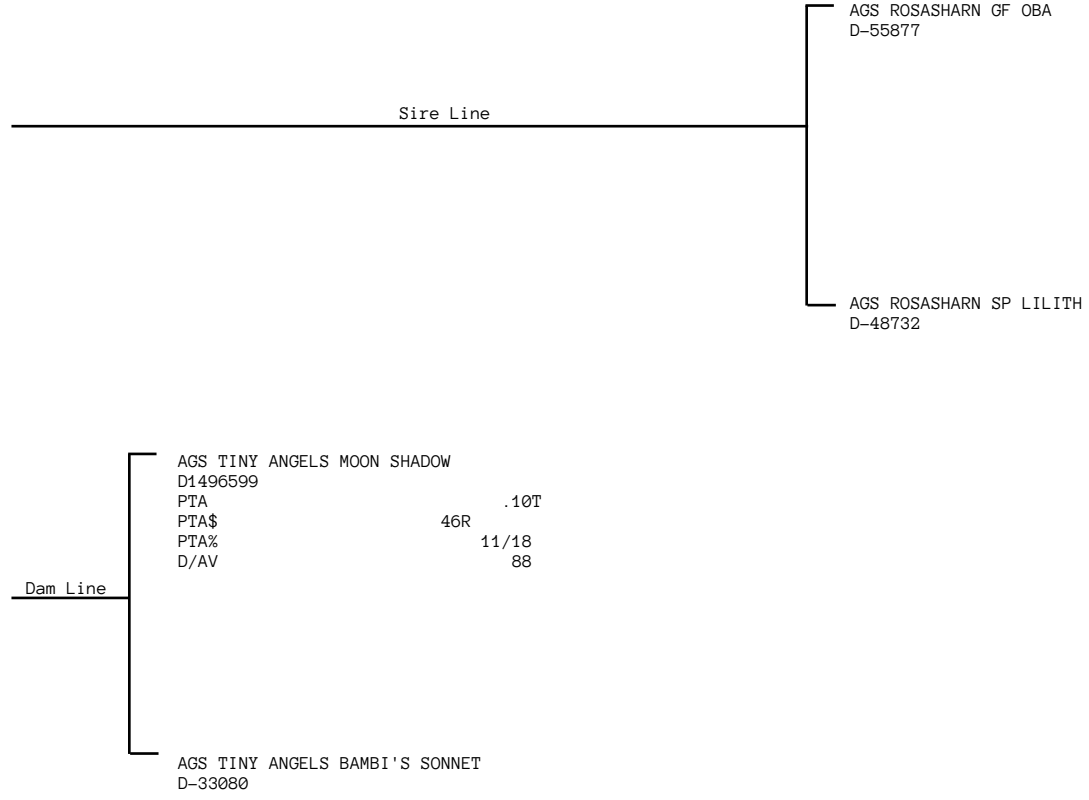 AGS ROSASHARN GF OBA
D-55877
Sire Line
AGS ROSASHARN SP LILITH
D-48732
AGS TINY ANGELS MOON SHADOW
D1496599
PTA .10T
PTA$ 46R
PTA% 11/18
D/AV 88
Dam Line
AGS TINY ANGELS BAMBI'S SONNET
D-33080